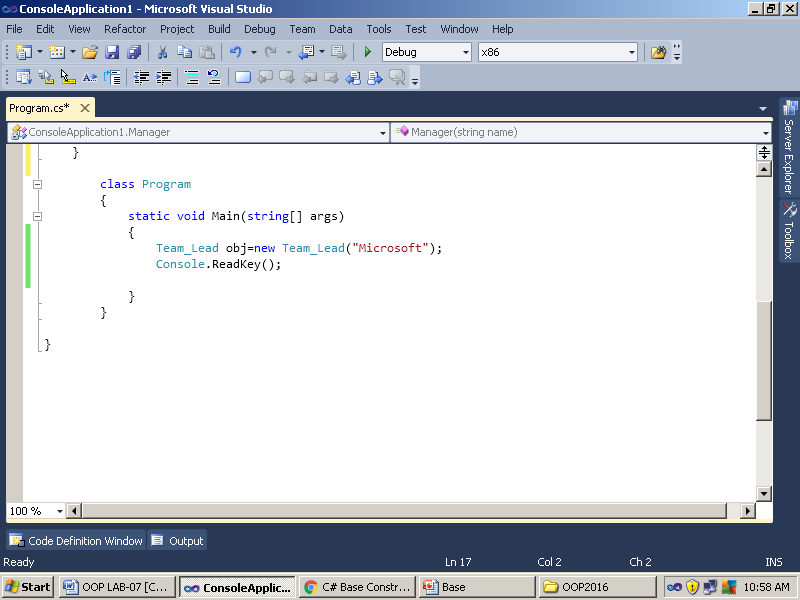 ConsoleApplication1 - Microsoft Visual Studio
File Edit View Refactor Project Build Debug Team Data Tools Test Window Help
Debug x86
Program.cs*
ConsoleApplication1.Manager Manager(string name)
}
class Program
{
static void Main(string[] args)
{
Team_Lead obj=new Team_Lead("Microsoft");
Console.ReadKey();
}
}
}
Server Explorer
Toolbox
100 %
Code Definition Window Output
Ready Ln 17 Col 2 Ch 2 INS
Start OOP LAB-07 [C... ConsoleApplic... C# Base Constr... Base OOP2016 10:58 AM